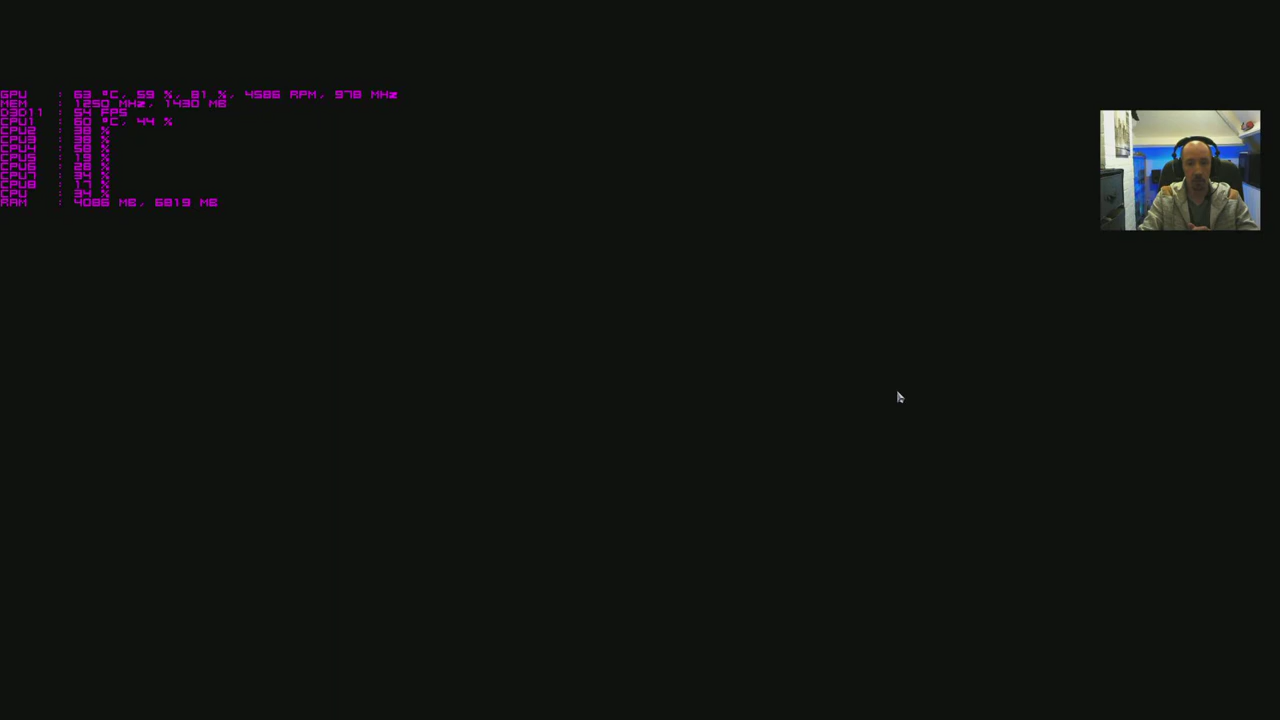 GPU : 63 °C, 59 %, 81 %, 4586 RPM, 978 MHz
MEM : 1250 MHz, 1430 MB
D3D11 : 54 FPS
CPU1 : 60 °C, 44 %
CPU2 : 38 %
CPU3 : 38 %
CPU4 : 58 %
CPU5 : 19 %
CPU6 : 28 %
CPU7 : 34 %
CPU8 : 17 %
CPU : 34 %
RAM : 4086 MB, 6819 MB